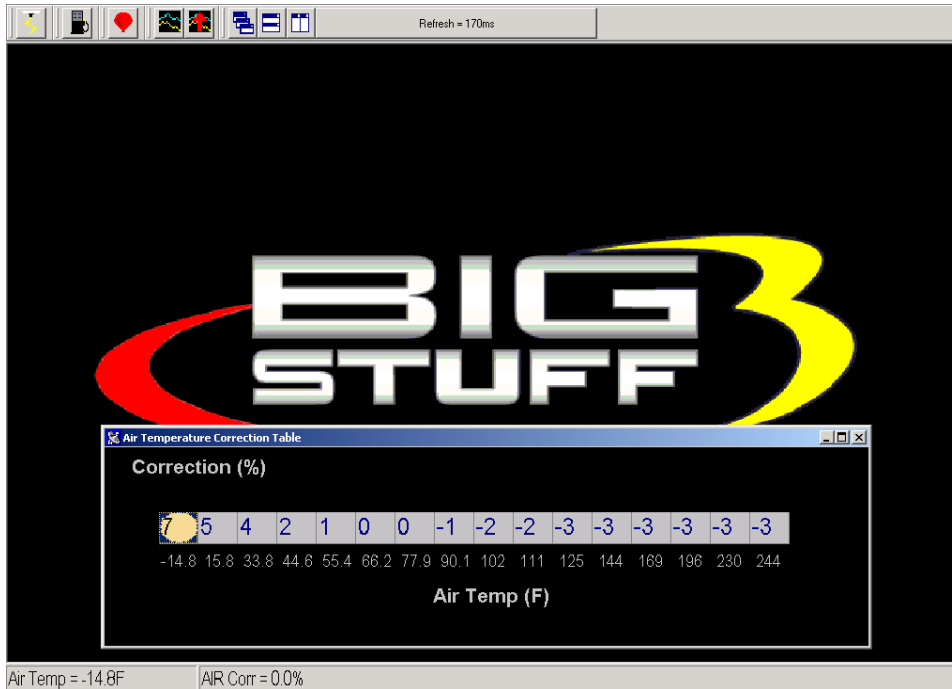 Refresh = 170ms
BIG 3
STUFF
Air Temperature Correction Table
Correction (%)
7 5 4 2 1 0 0 -1 -2 -2 -3 -3 -3 -3 -3 -3
-14.8 15.8 33.8 44.6 55.4 66.2 77.9 90.1 102 111 125 144 169 196 230 244
Air Temp (F)
Air Temp = -14.8F AIR Corr = 0.0%